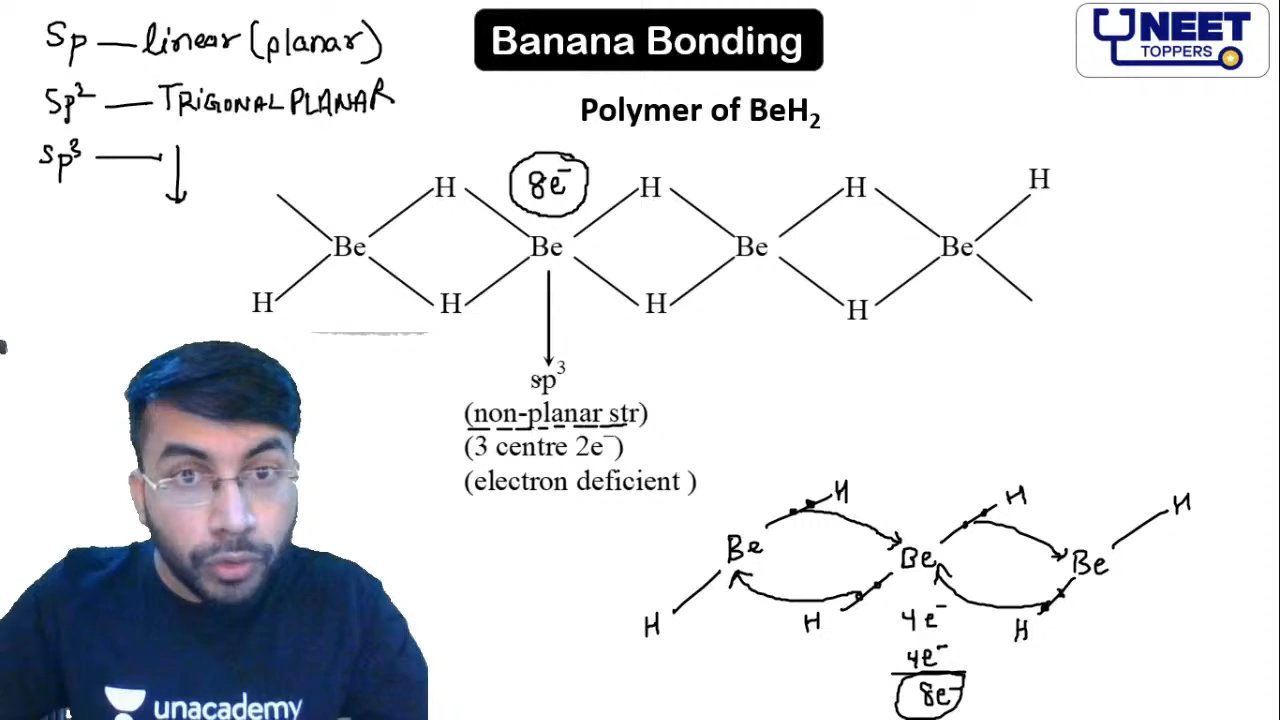 Sp — linear (planar)
Sp² — TRIGONAL PLANAR
sp³ —
Banana Bonding
NEET
TOPPERS
Polymer of BeH₂
8e⁻
H H H H
Be Be Be Be
H H H H
sp³
(non-planar str)
(3 centre 2e⁻)
(electron deficient )
H H H
Be Be Be
H H H
4e⁻
4e⁻
8e⁻
unacademy